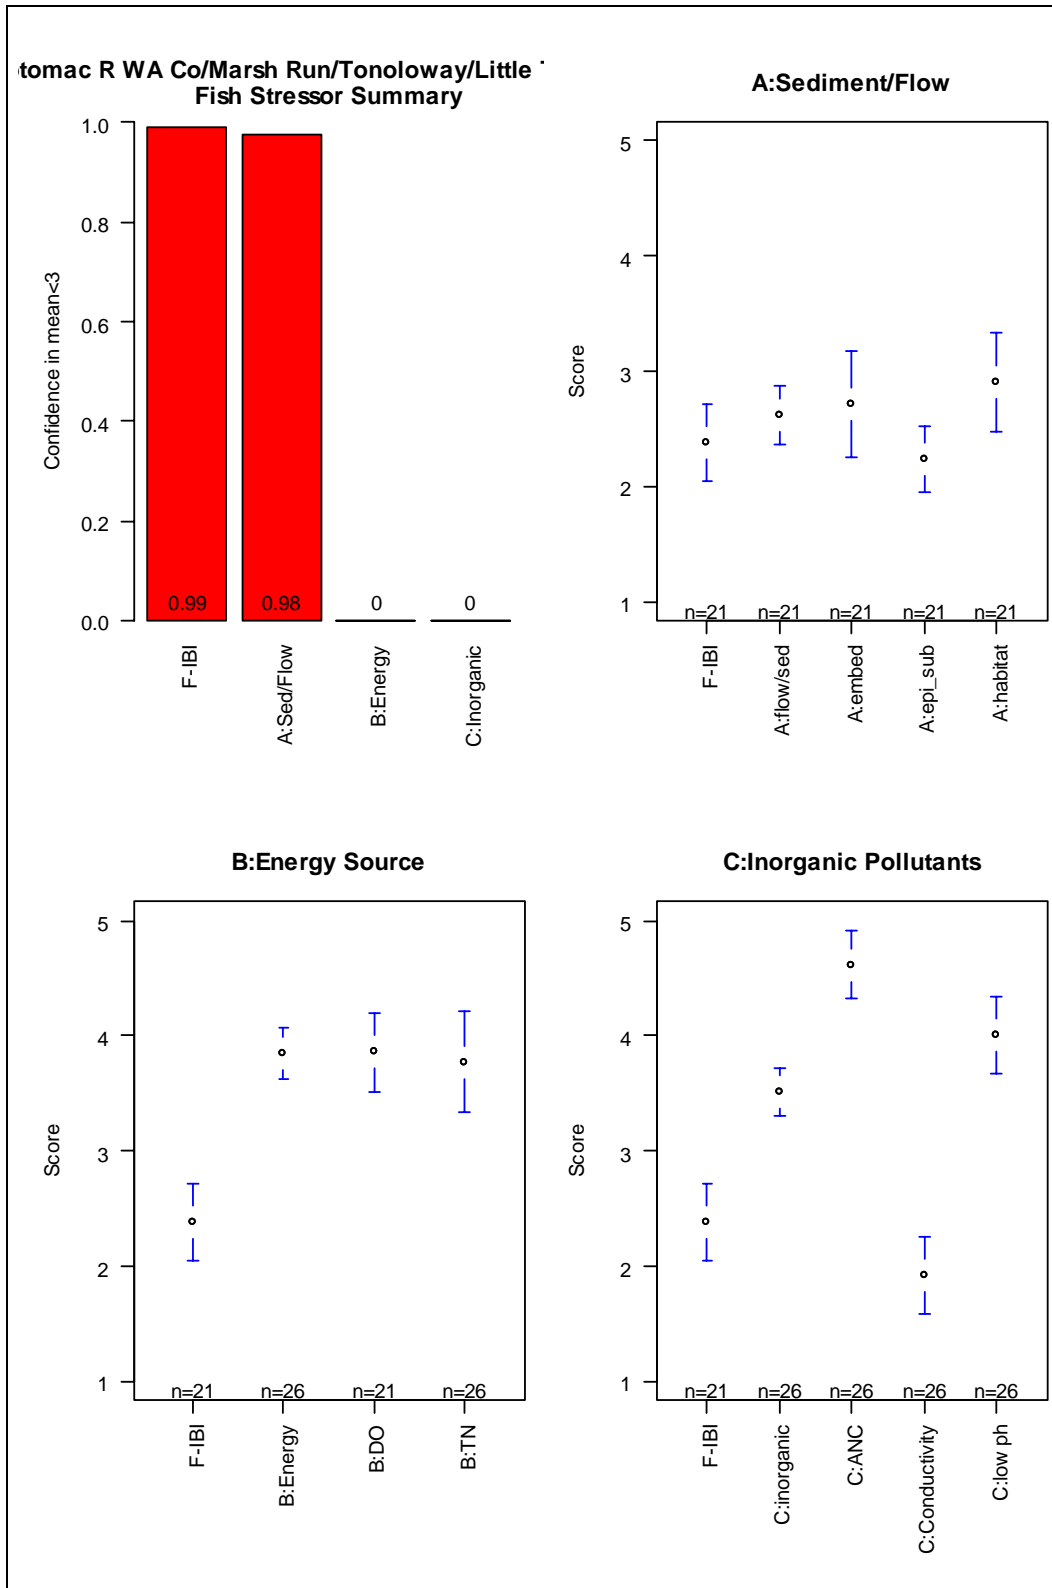 tomac R WA Co/Marsh Run/Tonoloway/Little
Fish Stressor Summary
Confidence in mean<3
1.0
0.8
0.6
0.4
0.2
0.0
0.99
0.98
0
0
F-IBI
A:Sed/Flow
B:Energy
C:Inorganic
A:Sediment/Flow
Score
5
4
3
2
1
n=21
n=21
n=21
n=21
n=21
F-IBI
A:flow/sed
A:embed
A:epi_sub
A:habitat
B:Energy Source
Score
5
4
3
2
1
n=21
n=26
n=21
n=26
F-IBI
B:Energy
B:DO
B:TN
C:Inorganic Pollutants
Score
5
4
3
2
1
n=21
n=26
n=26
n=26
n=26
F-IBI
C:inorganic
C:ANC
C:Conductivity
C:low ph